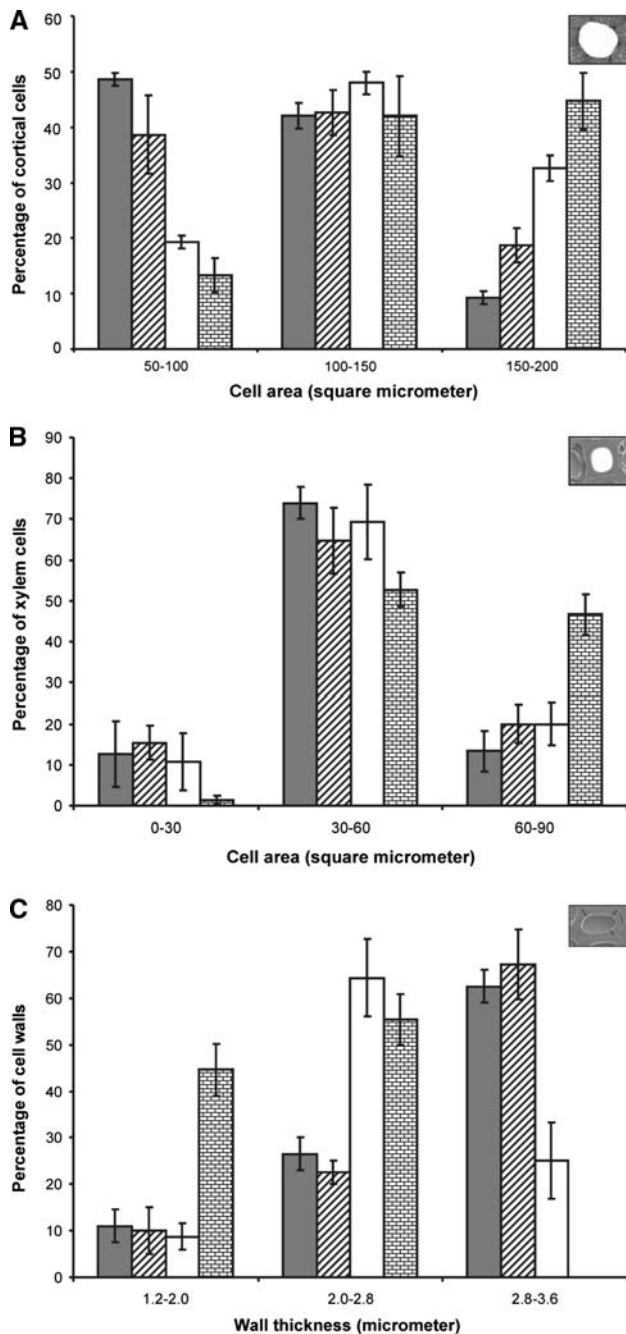 A
60
50
40
30
20
10
0
Percentage of cortical cells
50-100 100-150 150-200
Cell area (square micrometer)
B
90
80
70
60
50
40
30
20
10
0
Percentage of xylem cells
0-30 30-60 60-90
Cell area (square micrometer)
C
80
70
60
50
40
30
20
10
0
Percentage of cell walls
1.2-2.0 2.0-2.8 2.8-3.6
Wall thickness (micrometer)